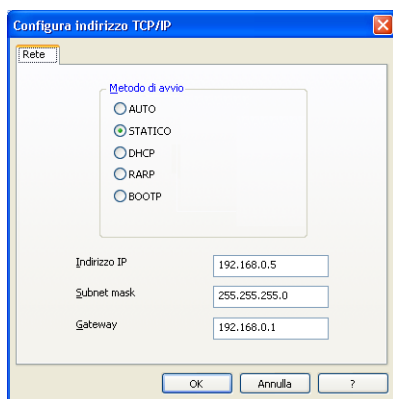 Configura indirizzo TCP/IP
Rete
Metodo di avvio
AUTO
STATICO
DHCP
RARP
BOOTP
Indirizzo IP
192.168.0.5
Subnet mask
255.255.255.0
Gateway
192.168.0.1
OK
Annulla
?